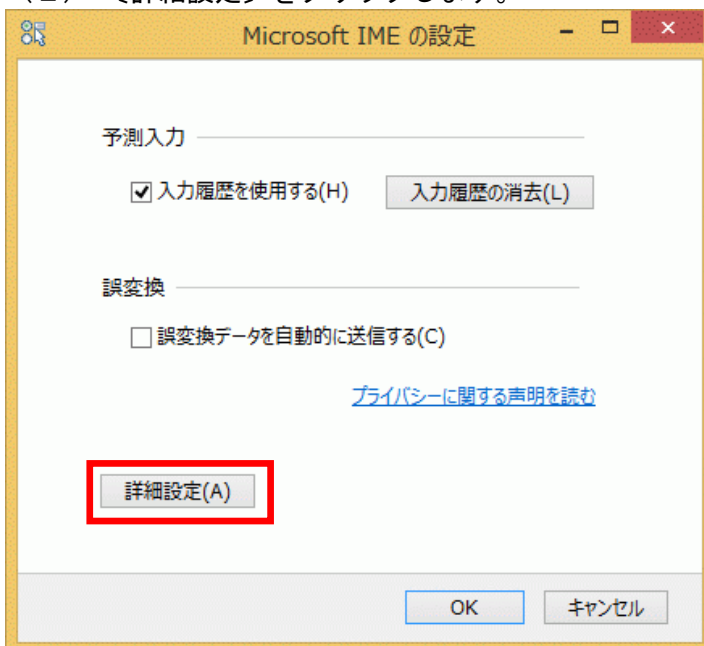 Microsoft IME の設定
予測入力
入力履歴を使用する(H) 入力履歴の消去(L)
誤変換
誤変換データを自動的に送信する(C)
プライバシーに関する声明を読む
詳細設定(A)
OK キャンセル